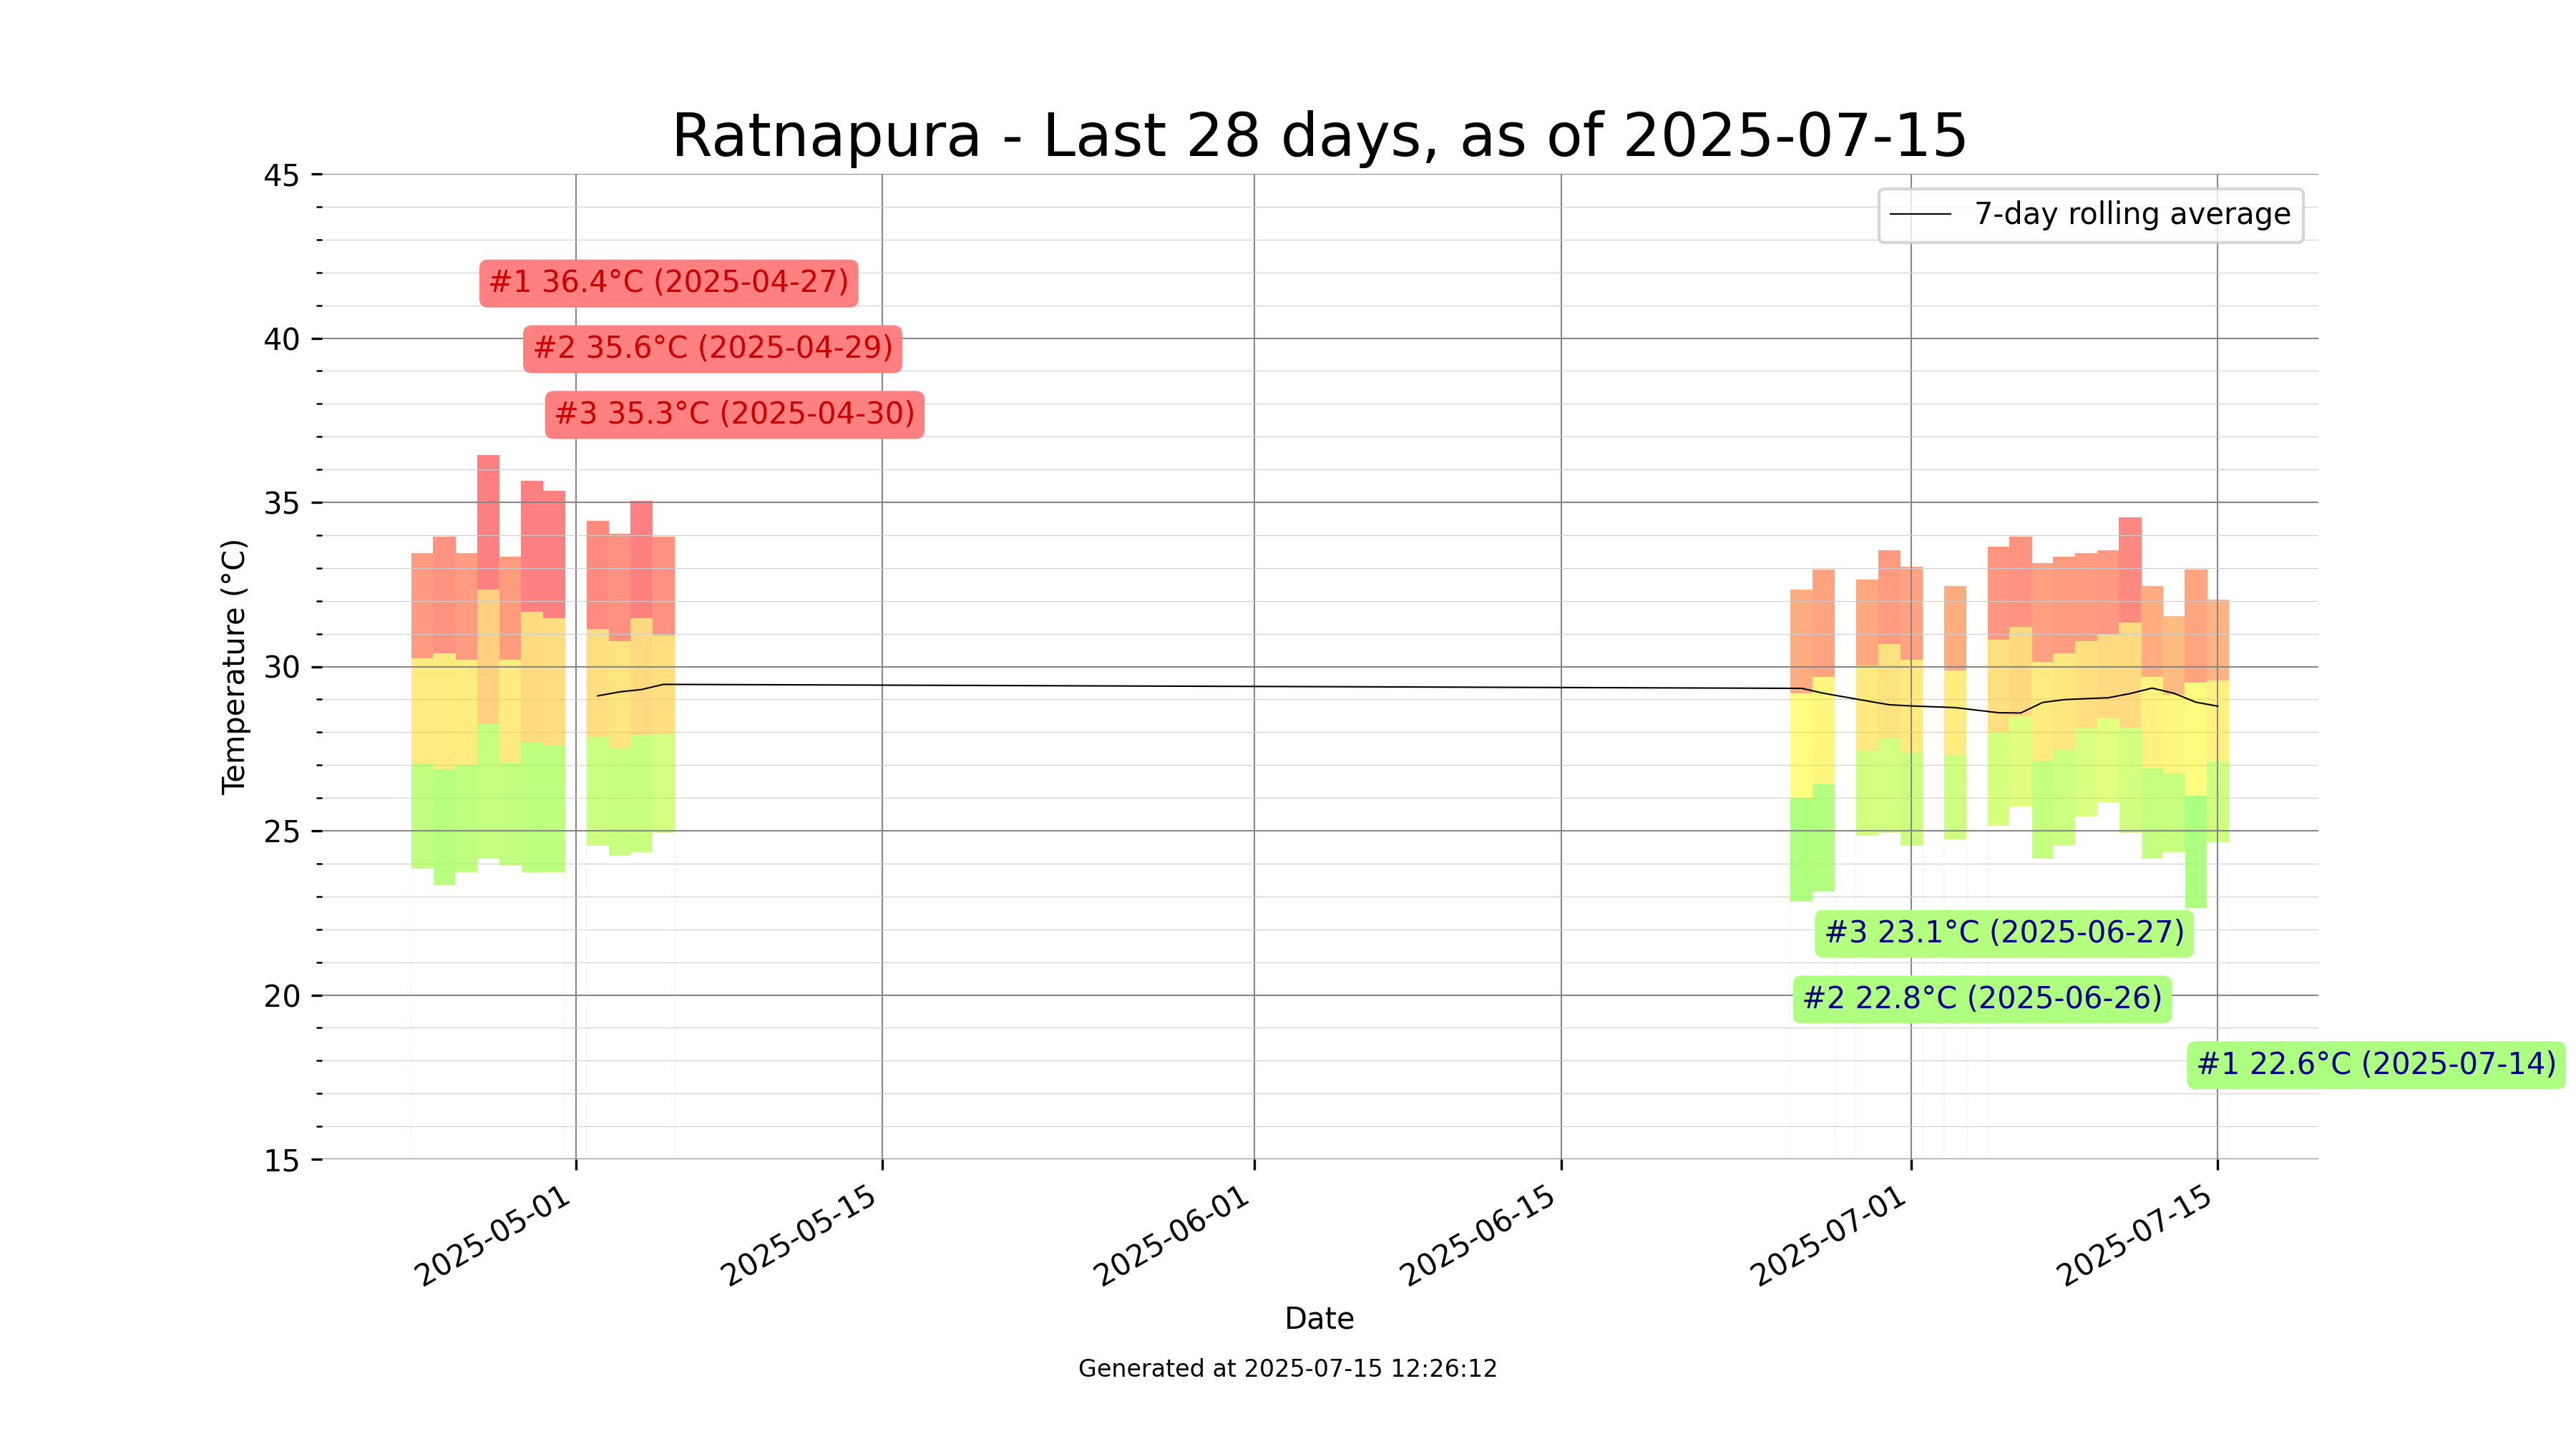 Ratnapura - Last 28 days, as of 2025-07-15
45
40
35
30
25
20
15
Temperature (°C)
7-day rolling average
#1 36.4°C (2025-04-27)
#2 35.6°C (2025-04-29)
#3 35.3°C (2025-04-30)
#3 23.1°C (2025-06-27)
#2 22.8°C (2025-06-26)
#1 22.6°C (2025-07-14)
2025-05-01
2025-05-15
2025-06-01
2025-06-15
2025-07-01
2025-07-15
Date
Generated at 2025-07-15 12:26:12